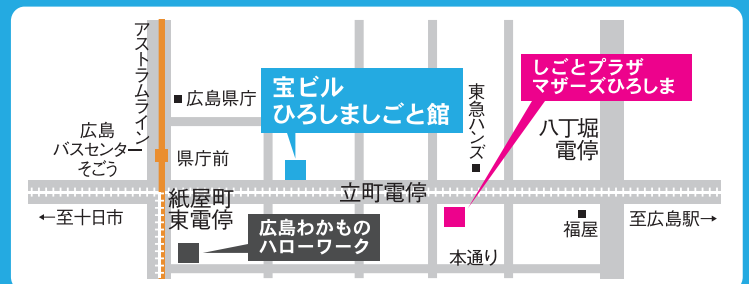 アストラムライン
広島県庁
宝ビル
ひろしましごと館
東急ハンズ
しごとプラザ
マザーズひろしま
広島
バスセンター
そごう
県庁前
八丁堀
電停
紙屋町
東電停
立町電停
←至十日市
広島わかもの
ハローワーク
本通り
福屋
至広島駅→